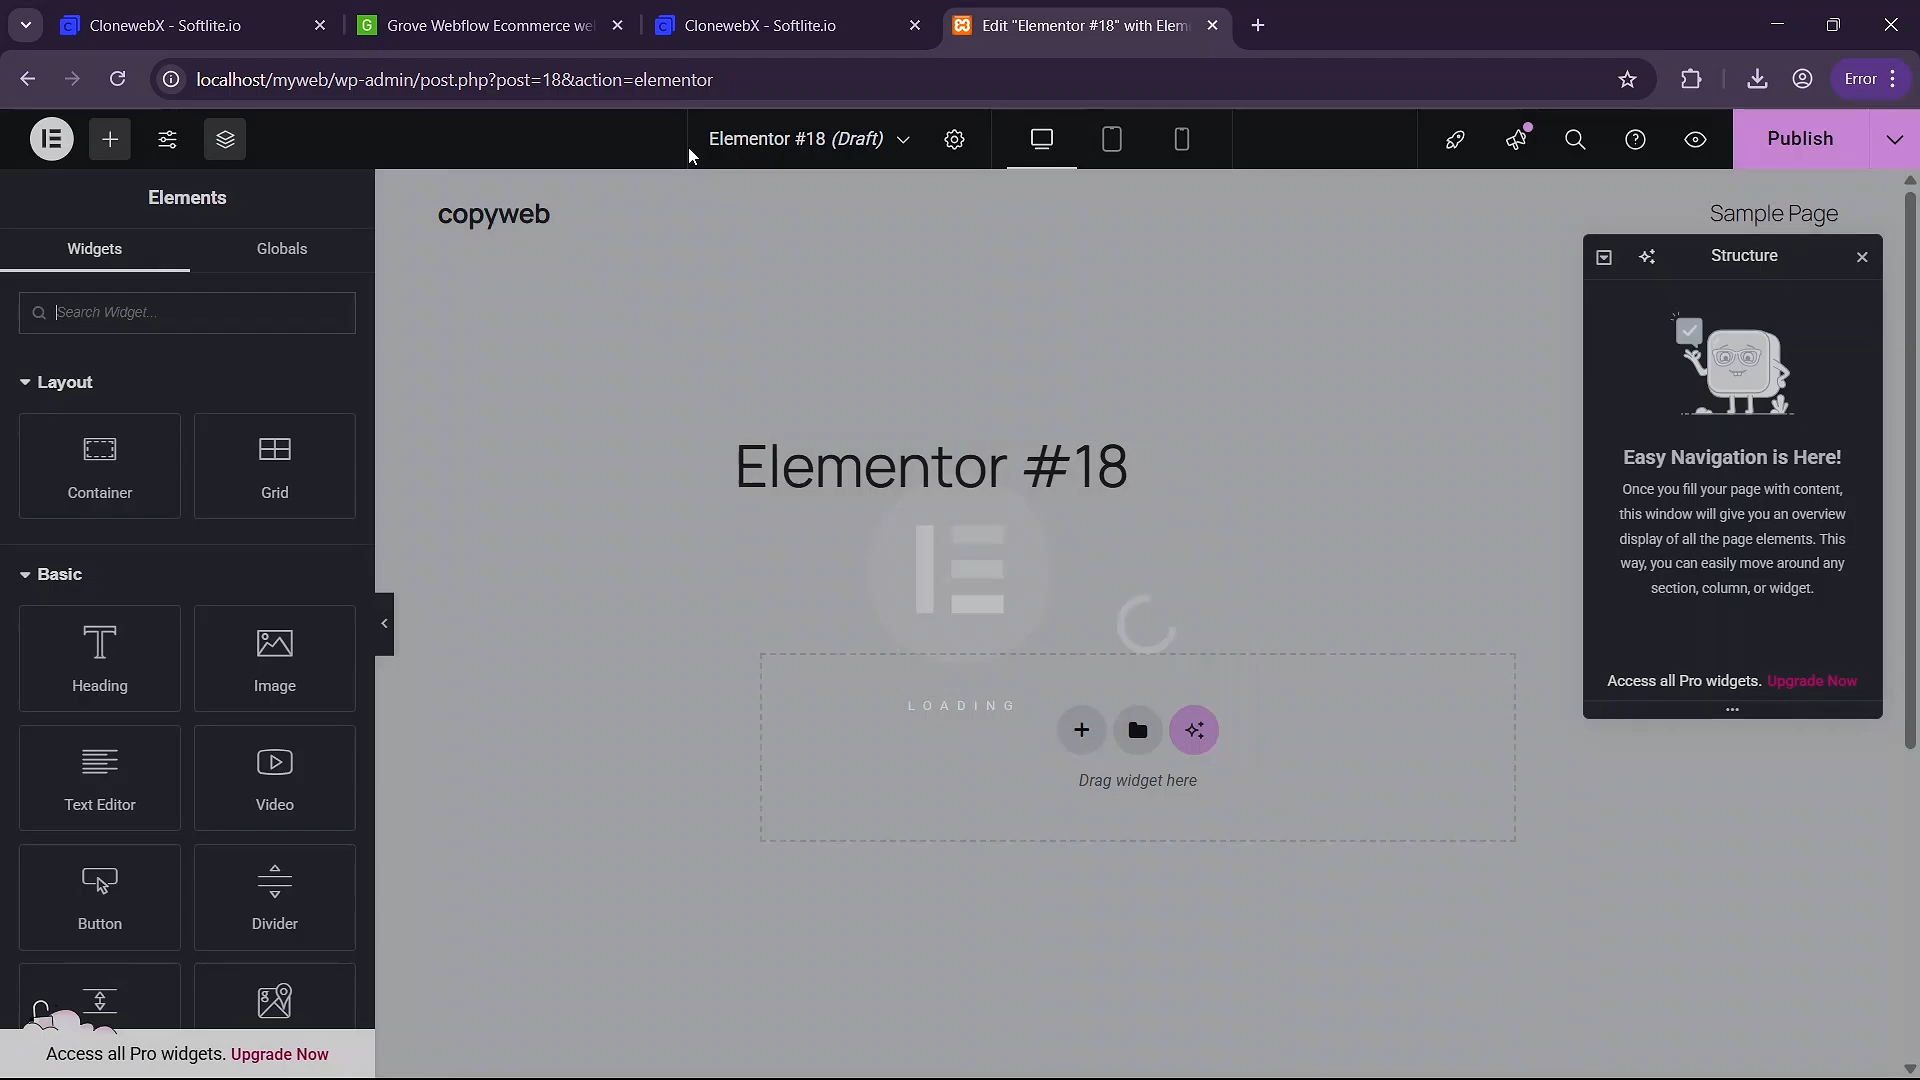 ClonewebX - Softlite.io
Grove Webflow Ecommerce we
ClonewebX - Softlite.io
Edit "Elementor #18" with Elem
localhost/myweb/wp-admin/post.php?post=18&action=elementor
Error
Elementor #18 (Draft)
Publish
Elements
Widgets
Globals
Search Widget...
Layout
Container
Grid
Basic
Heading
Image
Text Editor
Video
Button
Divider
Access all Pro widgets. Upgrade Now
copyweb
Sample Page
Elementor #18
LOADING
Drag widget here
Structure
Easy Navigation is Here!
Once you fill your page with content,
this window will give you an overview
display of all the page elements. This
way, you can easily move around any
section, column, or widget.
Access all Pro widgets. Upgrade Now